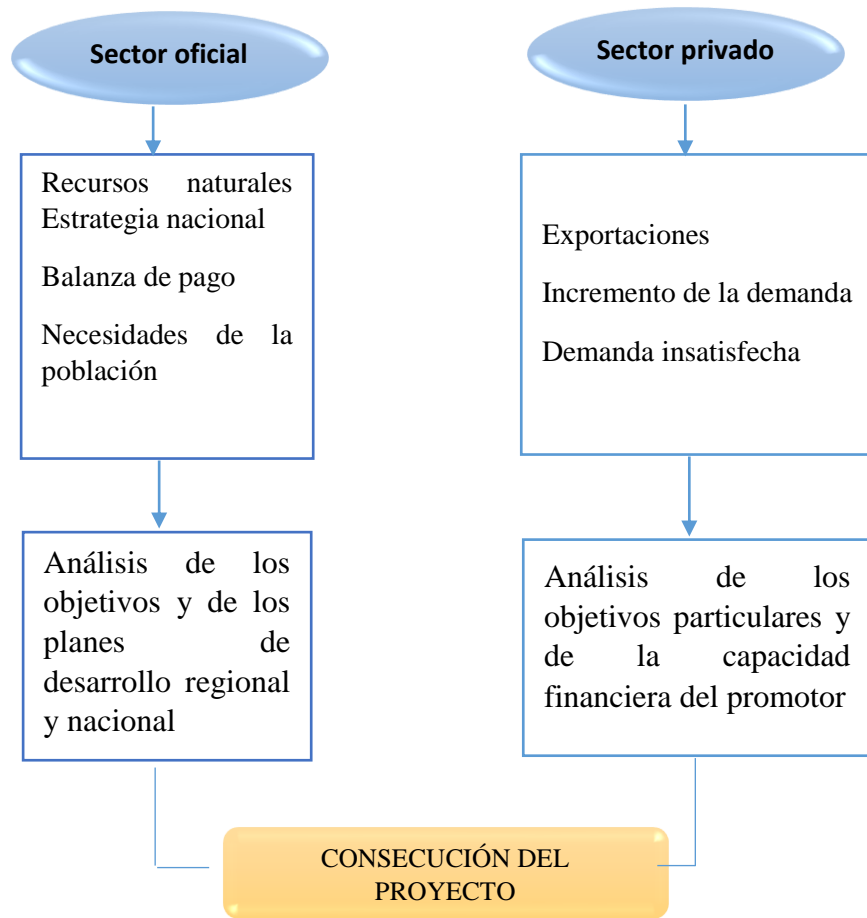 Sector oficial
Recursos naturales
Estrategia nacional
Balanza de pago
Necesidades de la
población
Análisis de los
objetivos y de los
planes de
desarrollo regional
y nacional
Sector privado
Exportaciones
Incremento de la demanda
Demanda insatisfecha
Análisis de los
objetivos particulares y
de la capacidad
financiera del promotor
CONSECUCIÓN DEL
PROYECTO